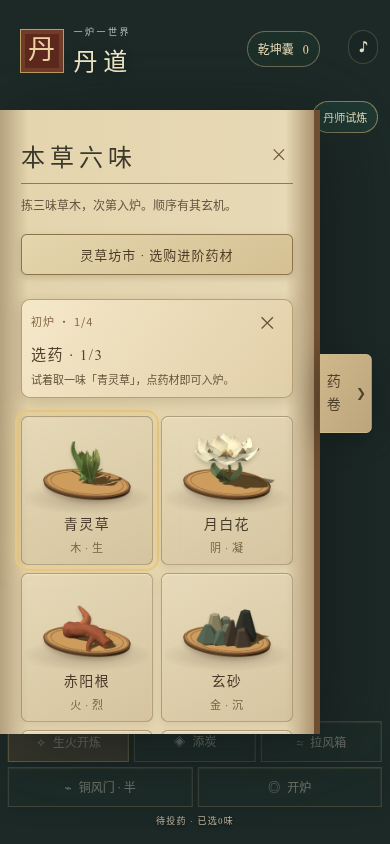 丹
一炉一世界
丹道
乾坤囊 0
♪
丹师试炼
本草六味
×
拣三味草木，次第入炉。顺序有其玄机。
灵草坊市 · 选购进阶药材
初炉 · 1/4
×
选药 · 1/3
试着取一味「青灵草」，点药材即可入炉。
药卷 ❯
青灵草
木 · 生
月白花
阴 · 凝
赤阳根
火 · 烈
玄砂
金 · 沉
✧ 生火开炼
◈ 添炭
≈ 拉风箱
⌁ 铜风门 · 半
◎ 开炉
待投药 · 已选0味